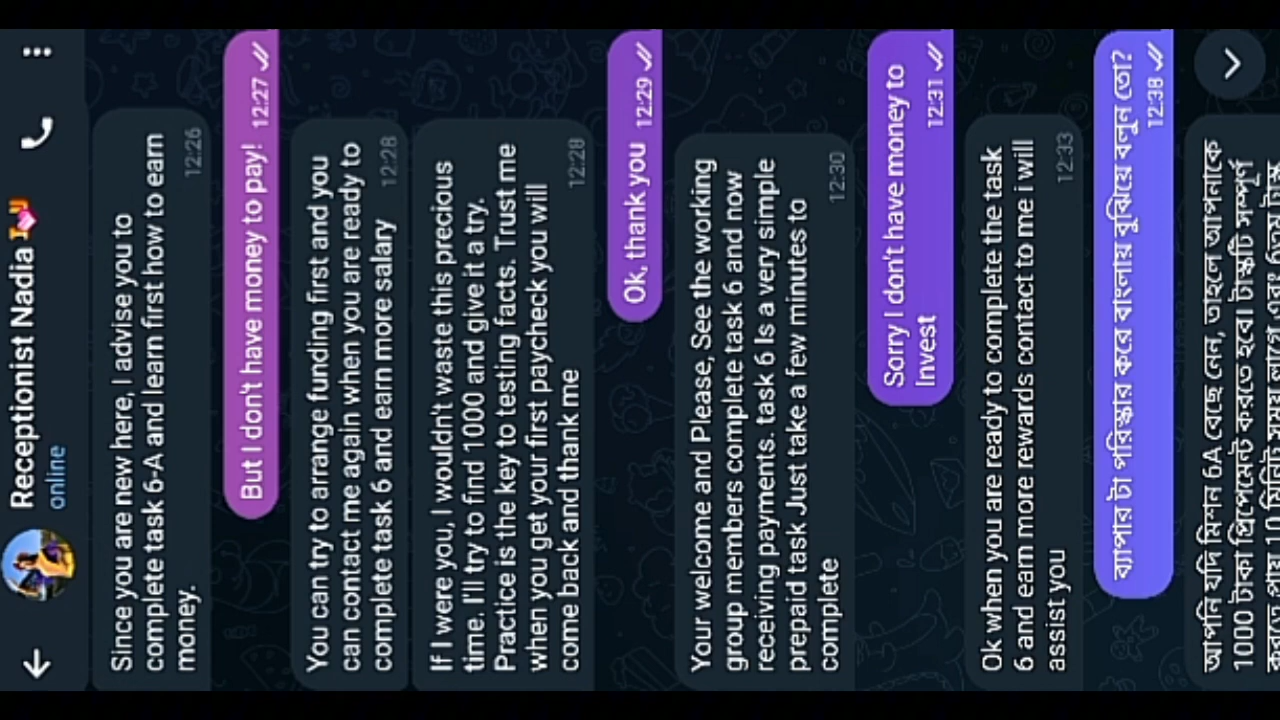 Receptionist Nadia I💝U
online
Since you are new here, I advise you to
complete task 6-A and learn first how to earn
money.
12:26
But I don't have money to pay!
12:27
You can try to arrange funding first and you
can contact me again when you are ready to
complete task 6 and earn more salary
12:28
If I were you, I wouldn't waste this precious
time. I'll try to find 1000 and give it a try.
Practice is the key to testing facts. Trust me
when you get your first paycheck you will
come back and thank me
12:28
Ok, thank you
12:29
Your welcome and Please, See the working
group members complete task 6 and now
receiving payments. task 6 Is a very simple
prepaid task Just take a few minutes to
complete
12:30
Sorry I don't have money to
Invest
12:31
Ok when you are ready to complete the task
6 and earn more rewards contact to me i will
assist you
12:33
ব্যাপার টা পরিস্কার করে বাংলায় বুঝিয়ে বলুন তো?
12:38
আপনি যদি মিশন 6A বেছে নেন, তাহলে আপনাকে
1000 টাকা প্রিপেমেন্ট করতে হবে। টাস্কটি সম্পূর্ণ
করতে প্রায় 10 মিনিট সময় লাগে এবং